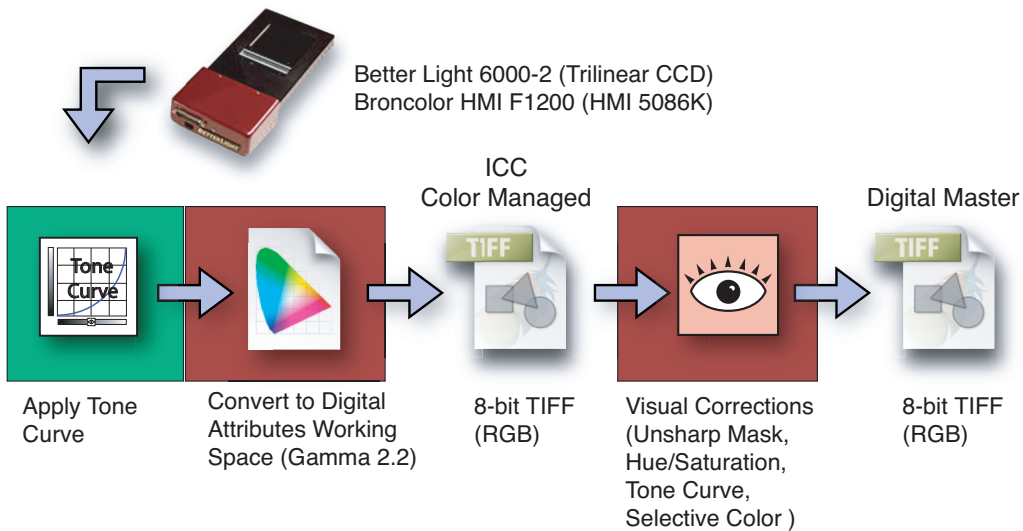 Better Light 6000-2 (Trilinear CCD)
Broncolor HMI F1200 (HMI 5086K)
BETTERLIGHT
ICC
Color Managed
Digital Master
Tone
Curve
TIFF
TIFF
Apply Tone
Curve
Convert to Digital
Attributes Working
Space (Gamma 2.2)
8-bit TIFF
(RGB)
Visual Corrections
(Unsharp Mask,
Hue/Saturation,
Tone Curve,
Selective Color )
8-bit TIFF
(RGB)